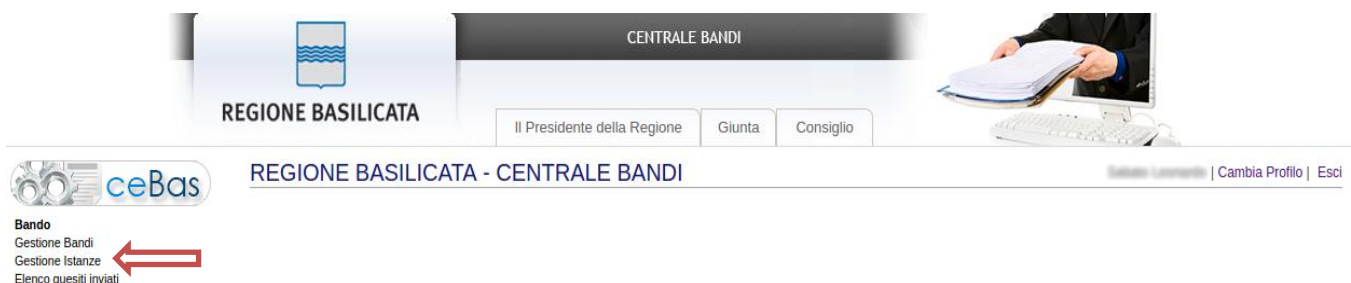 CENTRALE BANDI
REGIONE BASILICATA
Il Presidente della Regione
Giunta
Consiglio
ceBas
REGIONE BASILICATA - CENTRALE BANDI
| Cambia Profilo | Esci
Bando
Gestione Bandi
Gestione Istanze
Elenco quesiti inviati